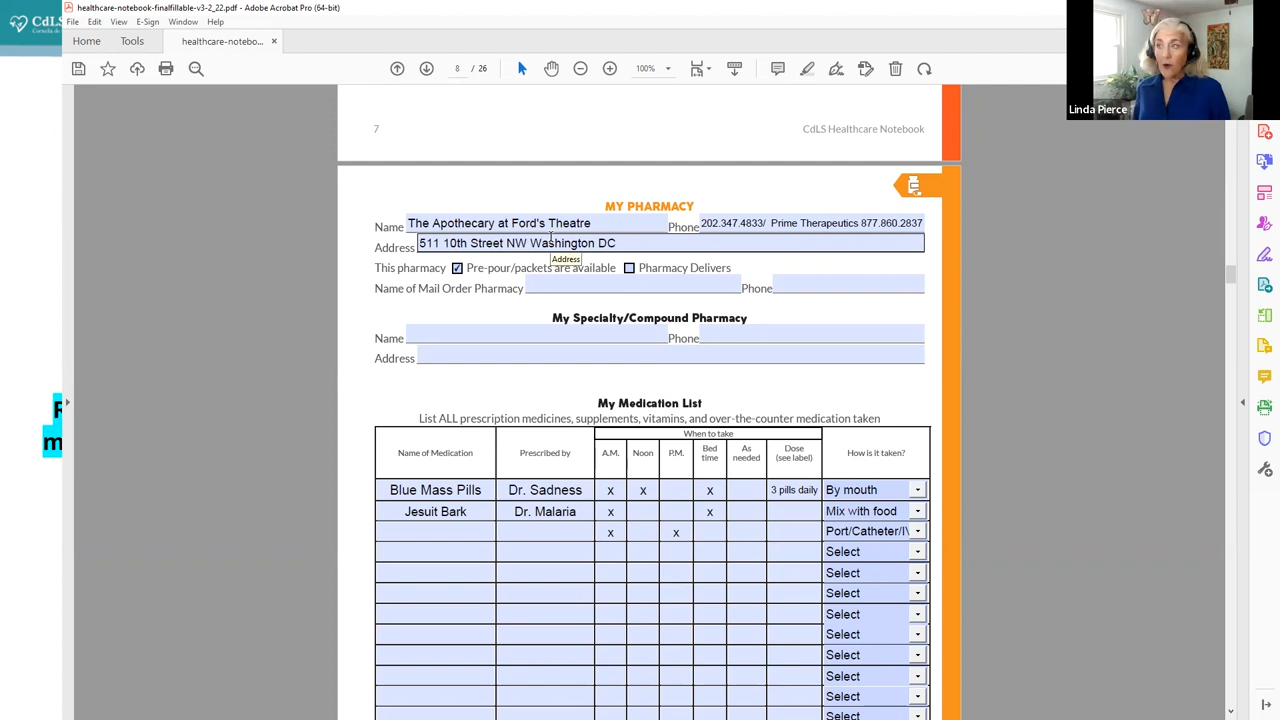 healthcare-notebook-finalfillable-v3-2_22.pdf - Adobe Acrobat Pro (64-bit)
File Edit View E-Sign Window Help
Home Tools healthcare-notebo... ×
8 / 26 100%
CdLS
Linda Pierce
7 CdLS Healthcare Notebook
MY PHARMACY
Name The Apothecary at Ford's Theatre Phone 202.347.4833/ Prime Therapeutics 877.860.2837
Address 511 10th Street NW Washington DC
Address
This pharmacy Pre-pour/packets are available Pharmacy Delivers
Name of Mail Order Pharmacy Phone
My Specialty/Compound Pharmacy
Name Phone
Address
My Medication List
List ALL prescription medicines, supplements, vitamins, and over-the-counter medication taken
When to take
Name of Medication Prescribed by A.M. Noon P.M. Bed time As needed Dose (see label) How is it taken?
Blue Mass Pills Dr. Sadness x x x 3 pills daily By mouth
Jesuit Bark Dr. Malaria x x Mix with food
x x Port/Catheter/IV
Select
Select
Select
Select
Select
Select
Select
Select
Select